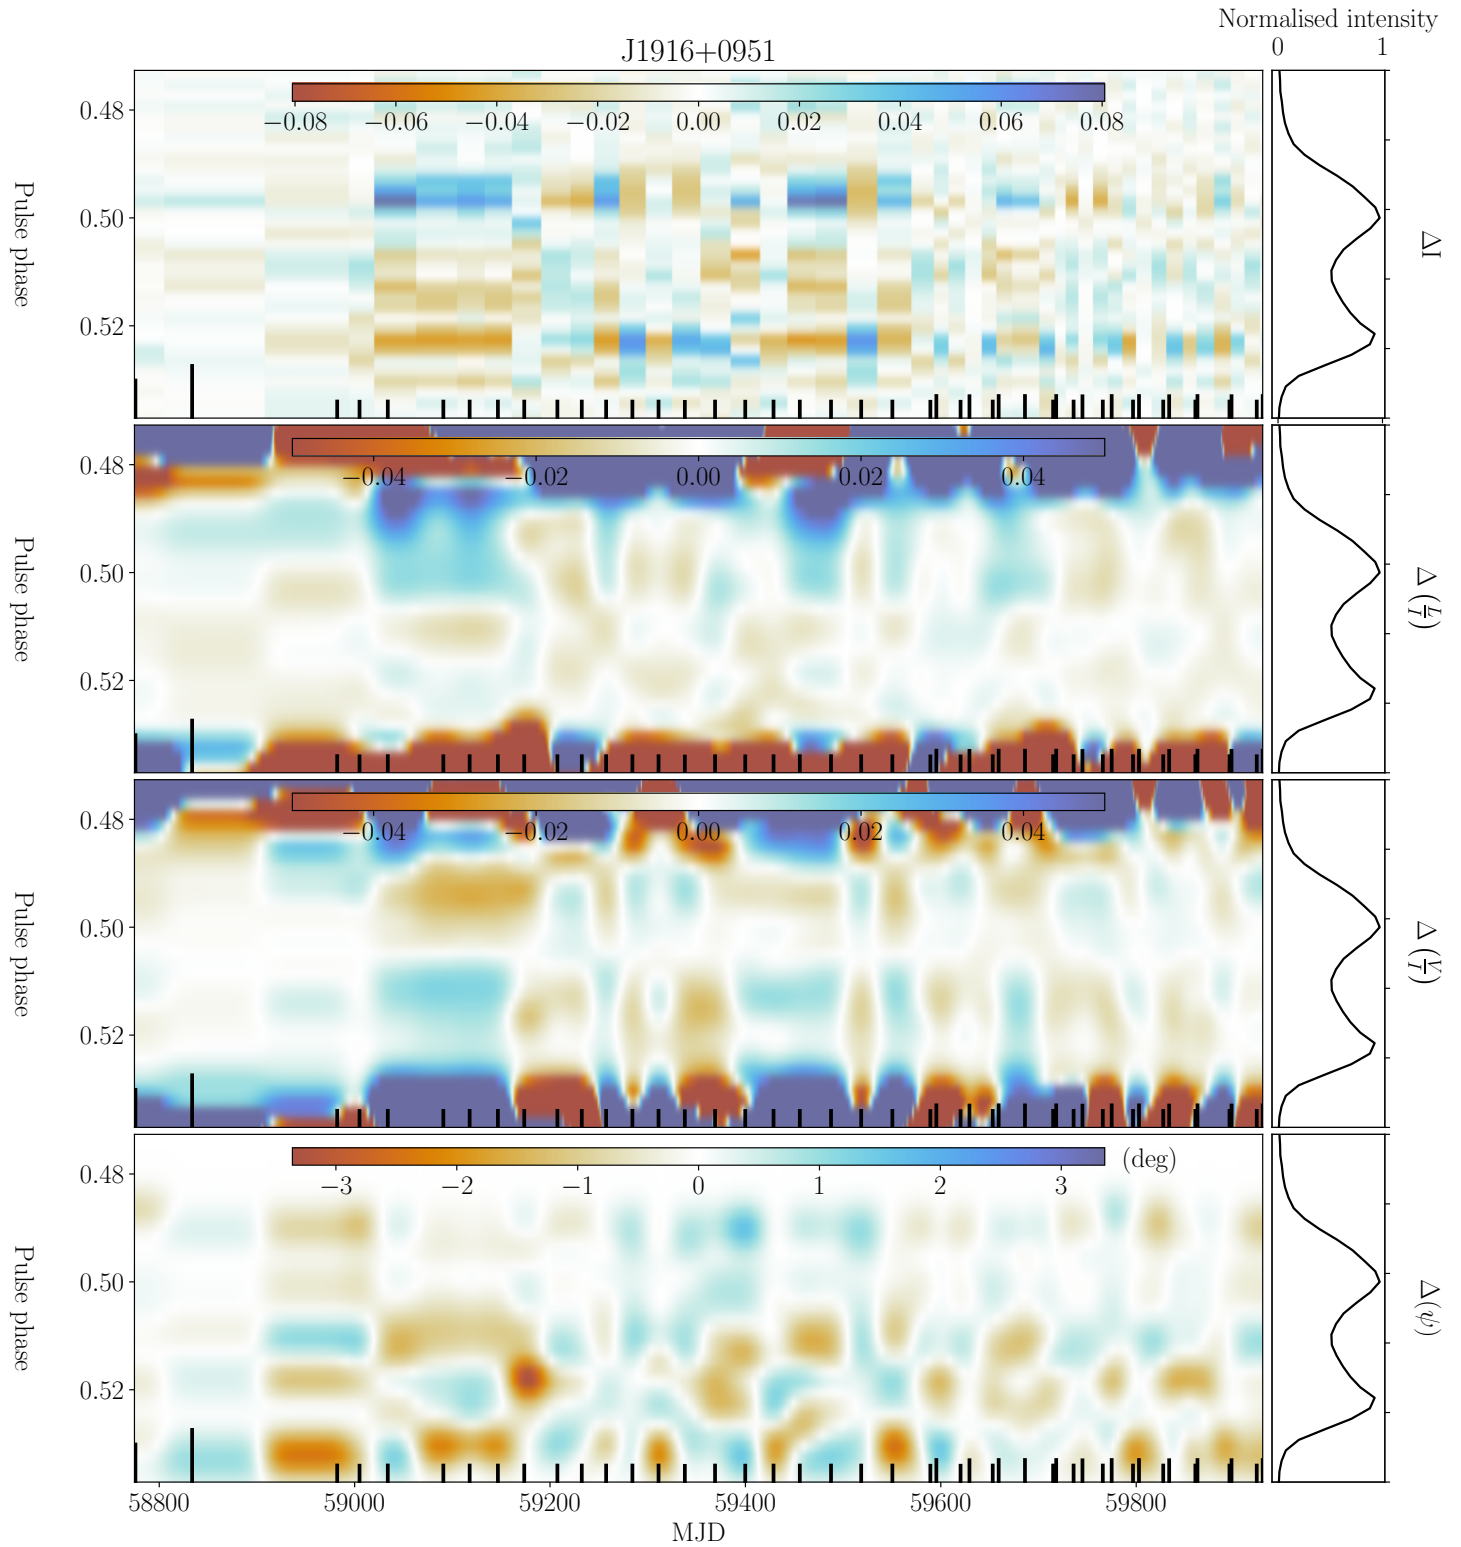 Normalised intensity
J1916+0951
0 1
−0.08 −0.06 −0.04 −0.02 0.00 0.02 0.04 0.06 0.08
0.48
0.50
0.52
Pulse phase
ΔI
−0.04 −0.02 0.00 0.02 0.04
0.48
0.50
0.52
Pulse phase
Δ(L/I)
−0.04 −0.02 0.00 0.02 0.04
0.48
0.50
0.52
Pulse phase
Δ(V/I)
(deg)
−3 −2 −1 0 1 2 3
0.48
0.50
0.52
Pulse phase
Δ(ψ)
58800 59000 59200 59400 59600 59800
MJD